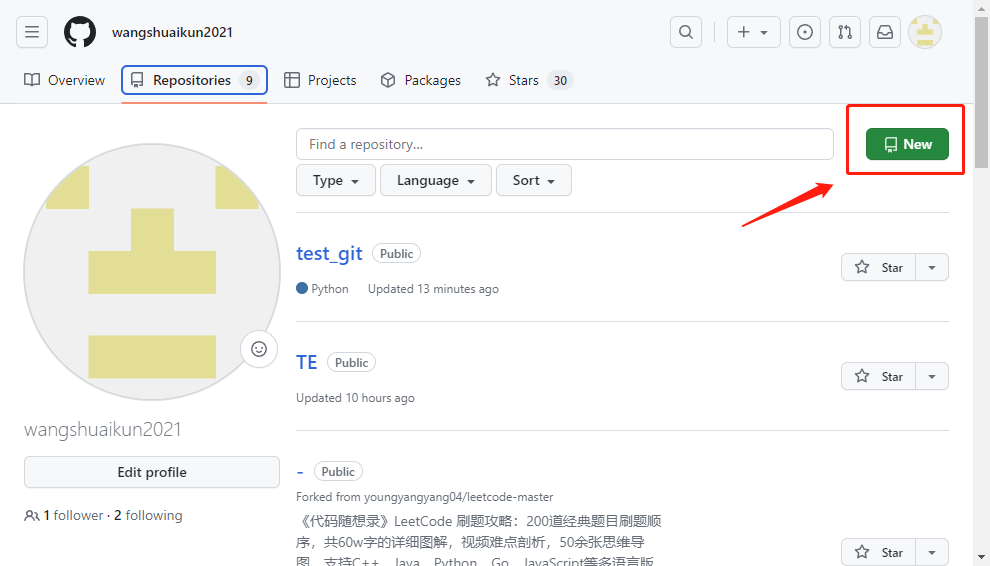 wangshuaikun2021
Overview
Repositories 9
Projects
Packages
Stars 30
Find a repository...
New
Type
Language
Sort
test_git Public
Python Updated 13 minutes ago
Star
TE Public
Updated 10 hours ago
Star
- Public
Forked from youngyangyang04/leetcode-master
《代码随想录》LeetCode 刷题攻略：200道经典题目刷题顺
序，共60w字的详细图解，视频难点剖析，50余张思维导
图，支持C++，Java，Python，Go，JavaScript等多语言版
Star
wangshuaikun2021
Edit profile
1 follower · 2 following